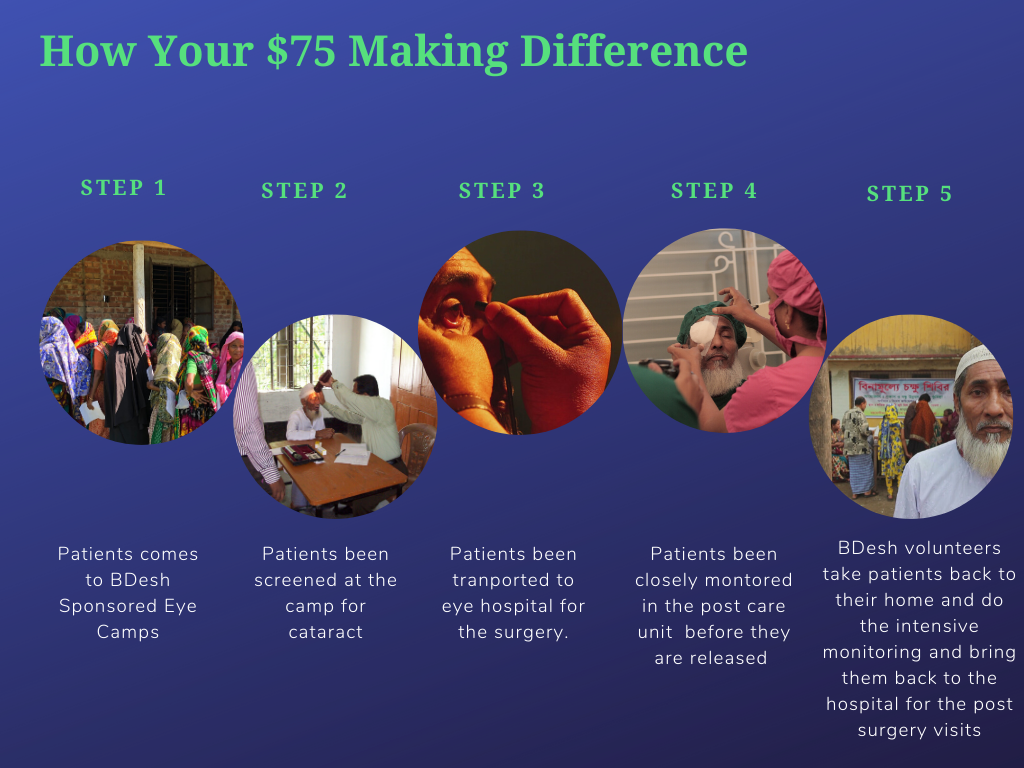 How Your $75 Making Difference
STEP 1
STEP 2
STEP 3
STEP 4
STEP 5
বিনামূল্যে চক্ষু শিবির
Patients comes
to BDesh
Sponsored Eye
Camps
Patients been
screened at the
camp for
cataract
Patients been
tranported to
eye hospital for
the surgery.
Patients been
closely montored
in the post care
unit  before they
are released
BDesh volunteers
take patients back to
their home and do
the intensive
monitoring and bring
them back to the
hospital for the post
surgery visits